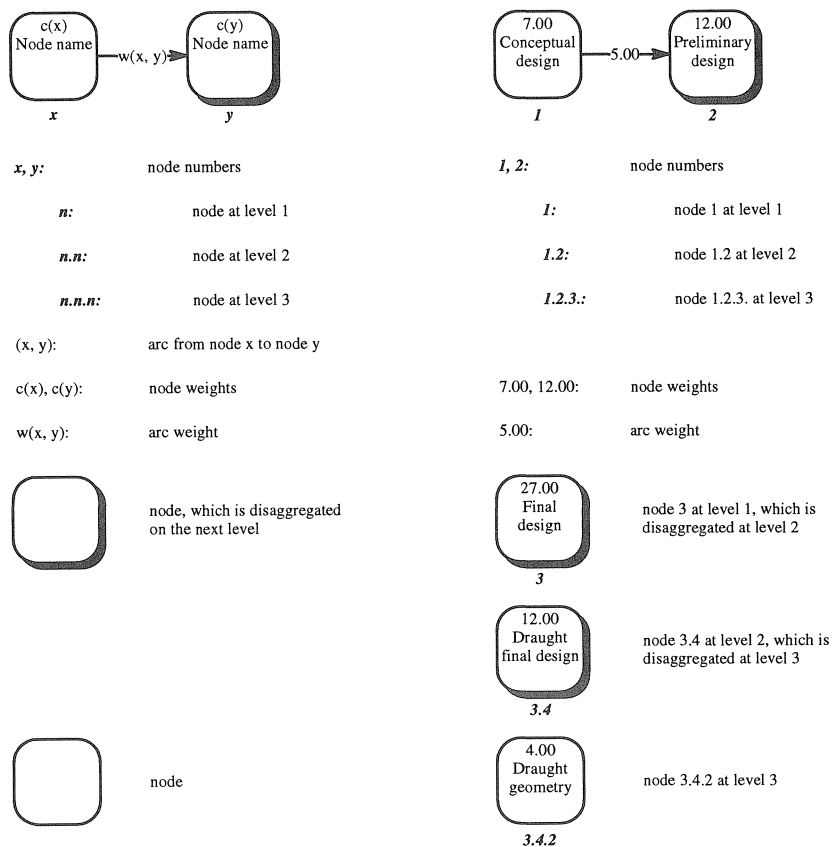 c(x)
Node name
w(x, y)
c(y)
Node name
x
y
7.00
Conceptual
design
5.00
12.00
Preliminary
design
1
2
x, y: node numbers
1, 2: node numbers
n: node at level 1
1: node 1 at level 1
n.n: node at level 2
1.2: node 1.2 at level 2
n.n.n: node at level 3
1.2.3.: node 1.2.3. at level 3
(x, y): arc from node x to node y
c(x), c(y): node weights
7.00, 12.00: node weights
w(x, y): arc weight
5.00: arc weight
node, which is disaggregated
on the next level
27.00
Final
design
3
node 3 at level 1, which is
disaggregated at level 2
12.00
Draught
final design
3.4
node 3.4 at level 2, which is
disaggregated at level 3
node
4.00
Draught
geometry
3.4.2
node 3.4.2 at level 3